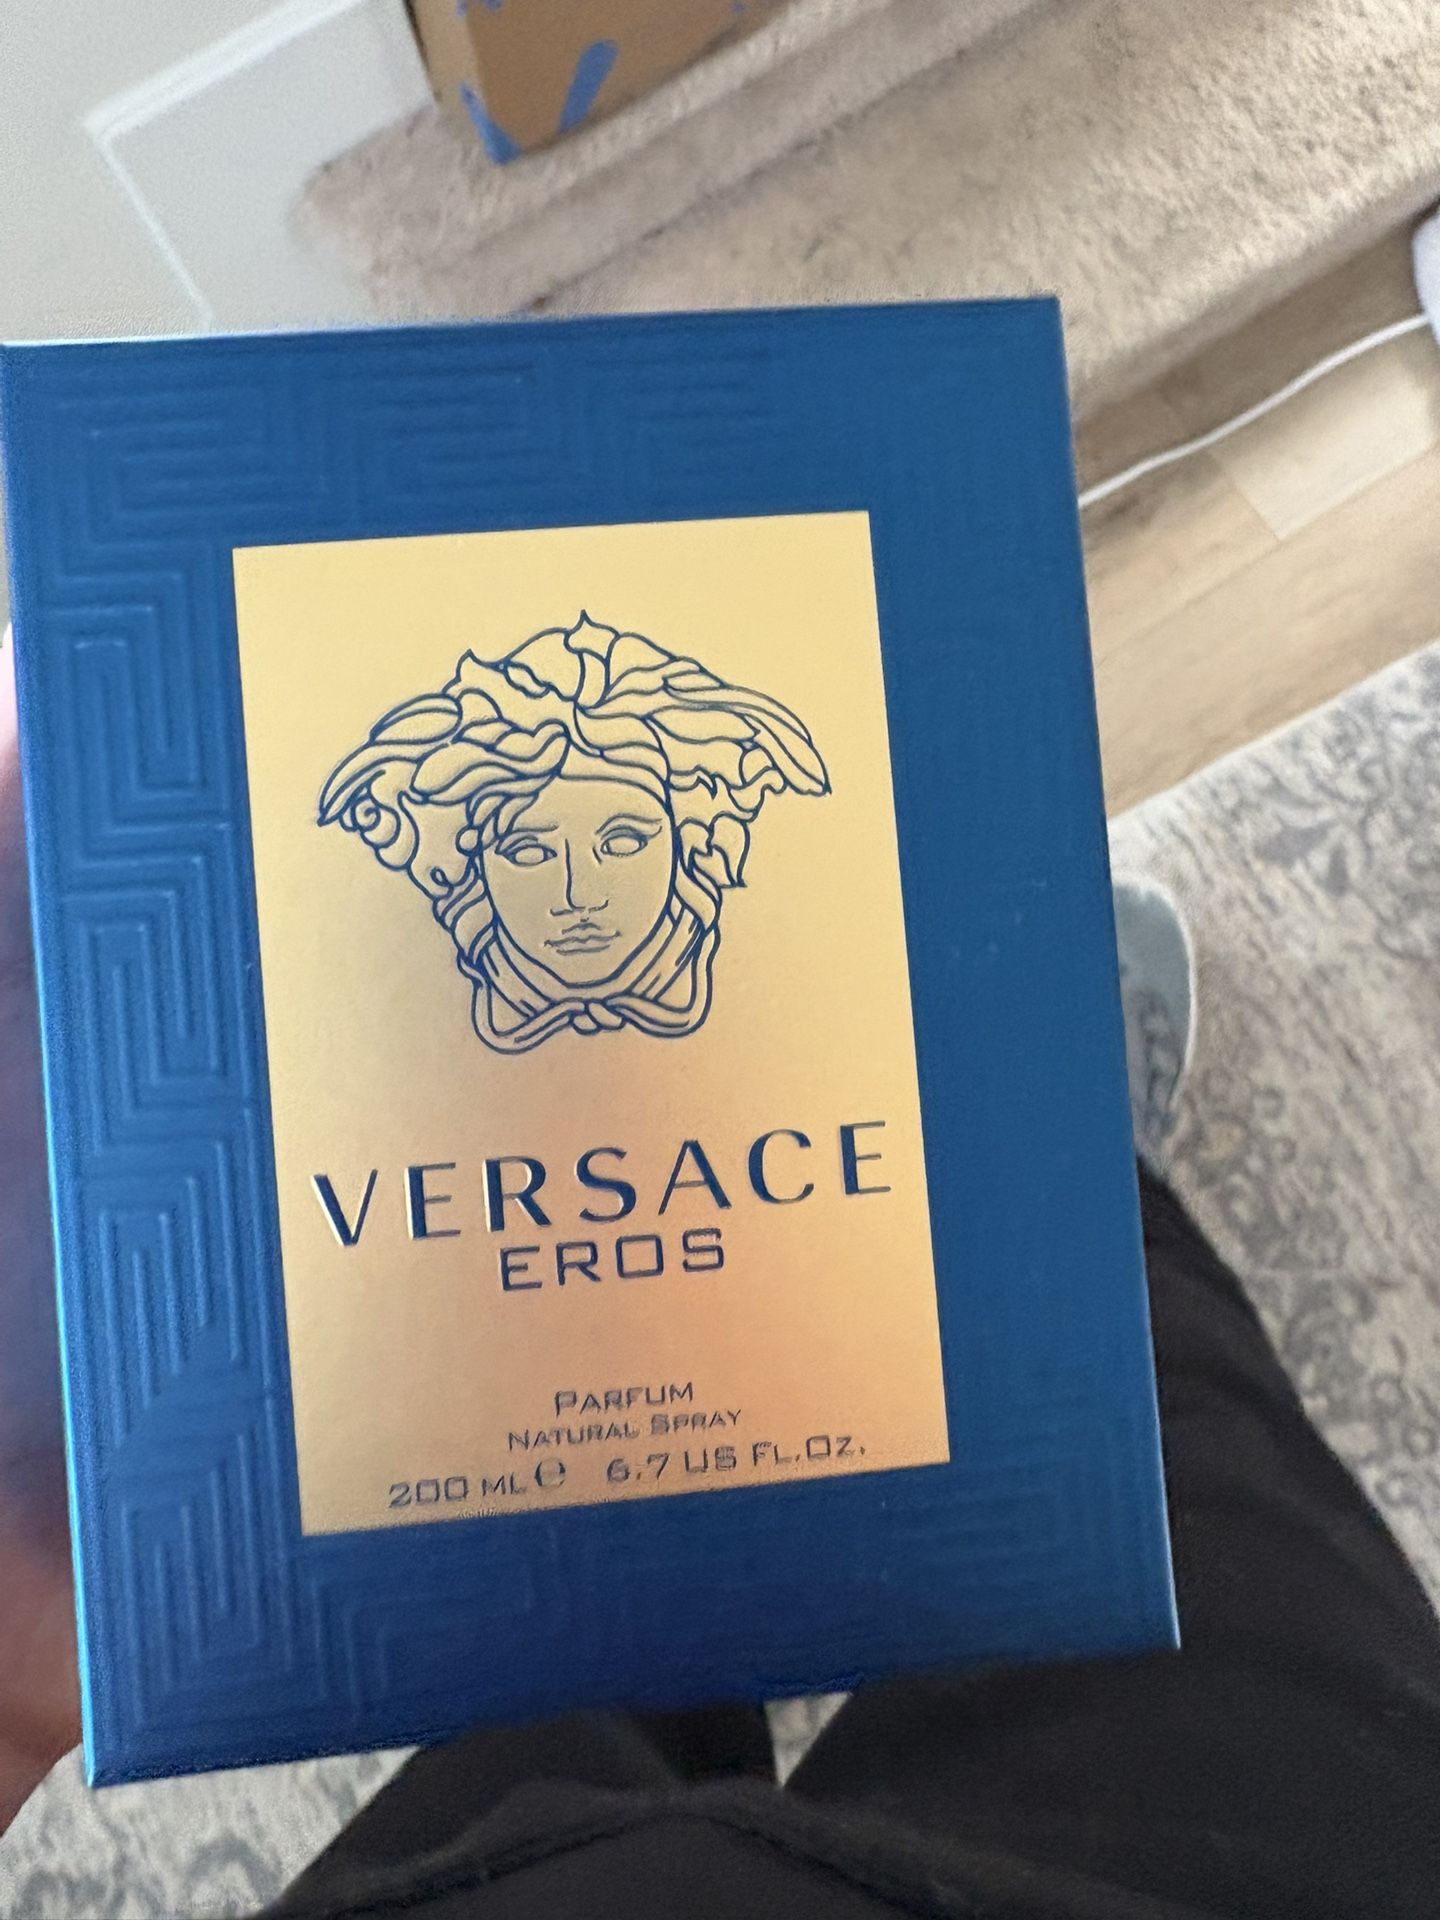 VERSACE
EROS
PARFUM
NATURAL SPRAY
200 ML ℮ 6.7 US FL.OZ.